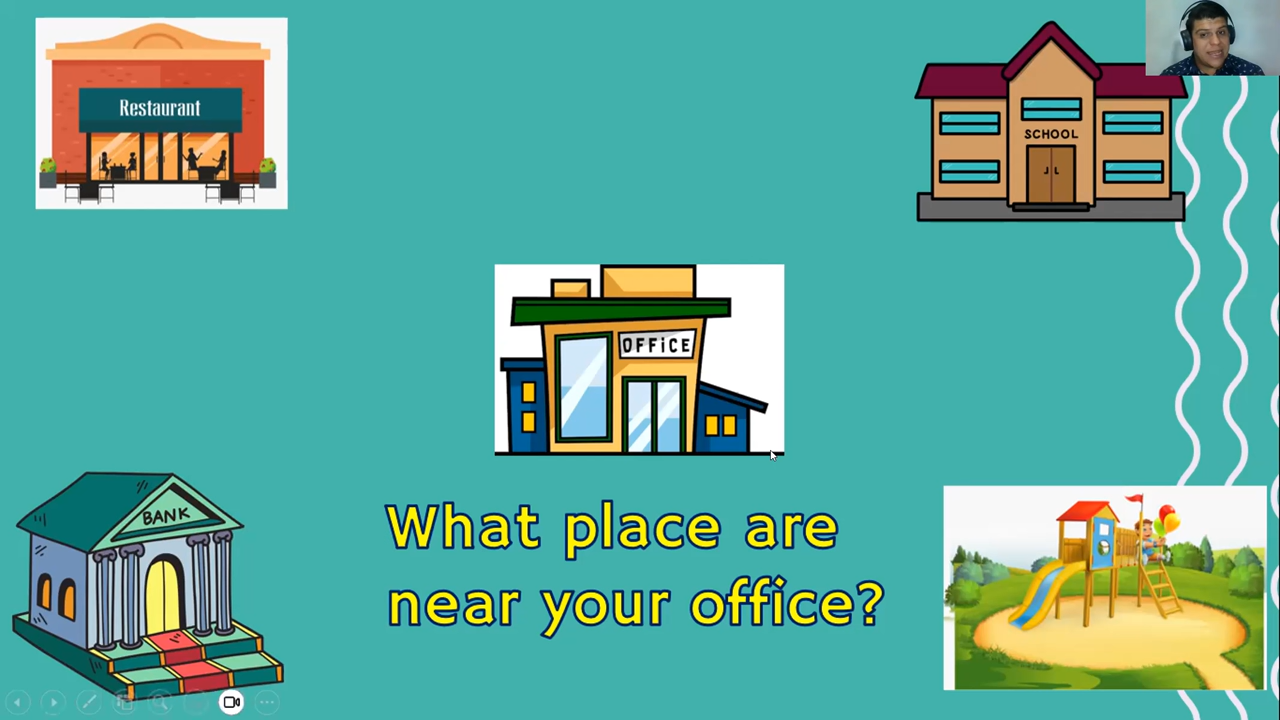 Restaurant
SCHOOL
OFFiCE
BANK
What place are
near your office?